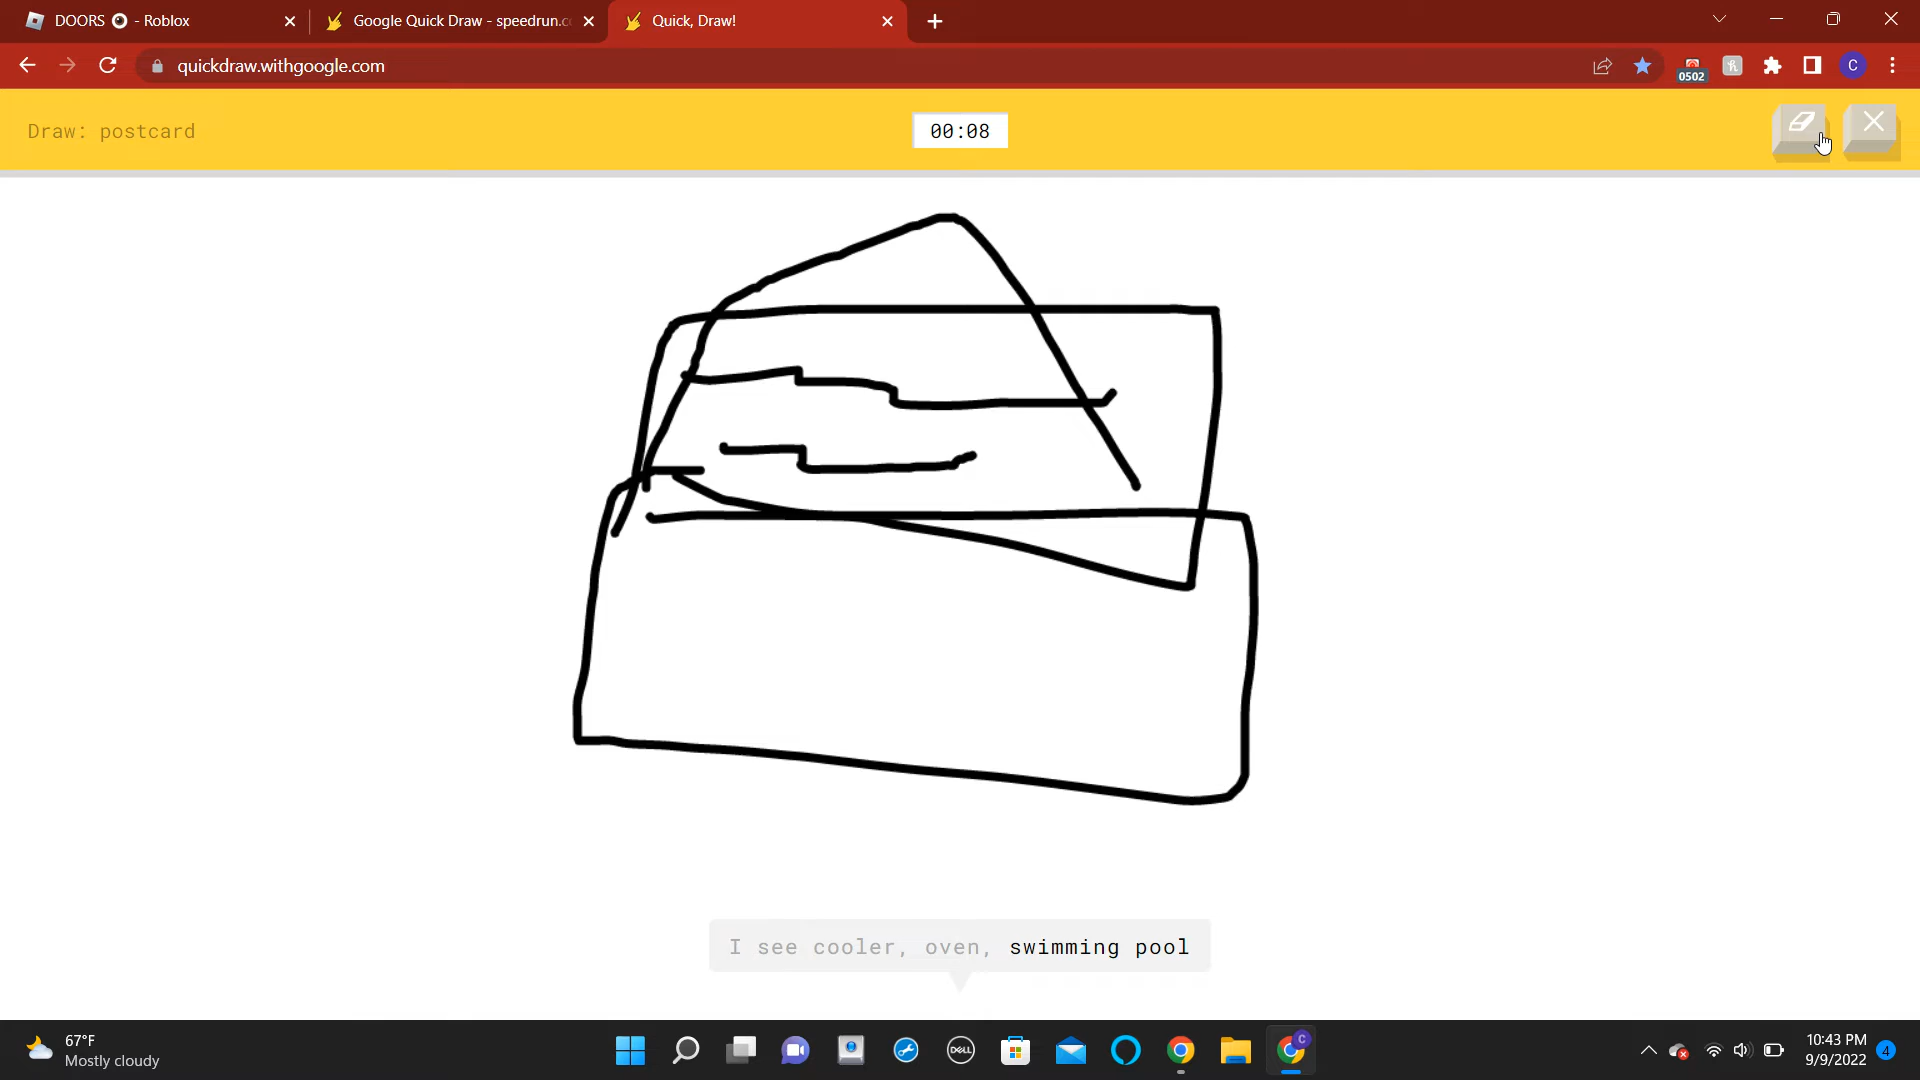 DOORS - Roblox
Google Quick Draw - speedrun.c
Quick, Draw!
quickdraw.withgoogle.com
0502
C
Draw: postcard
00:08
I see cooler, oven, swimming pool
67°F
Mostly cloudy
DELL
C
10:43 PM
9/9/2022
4